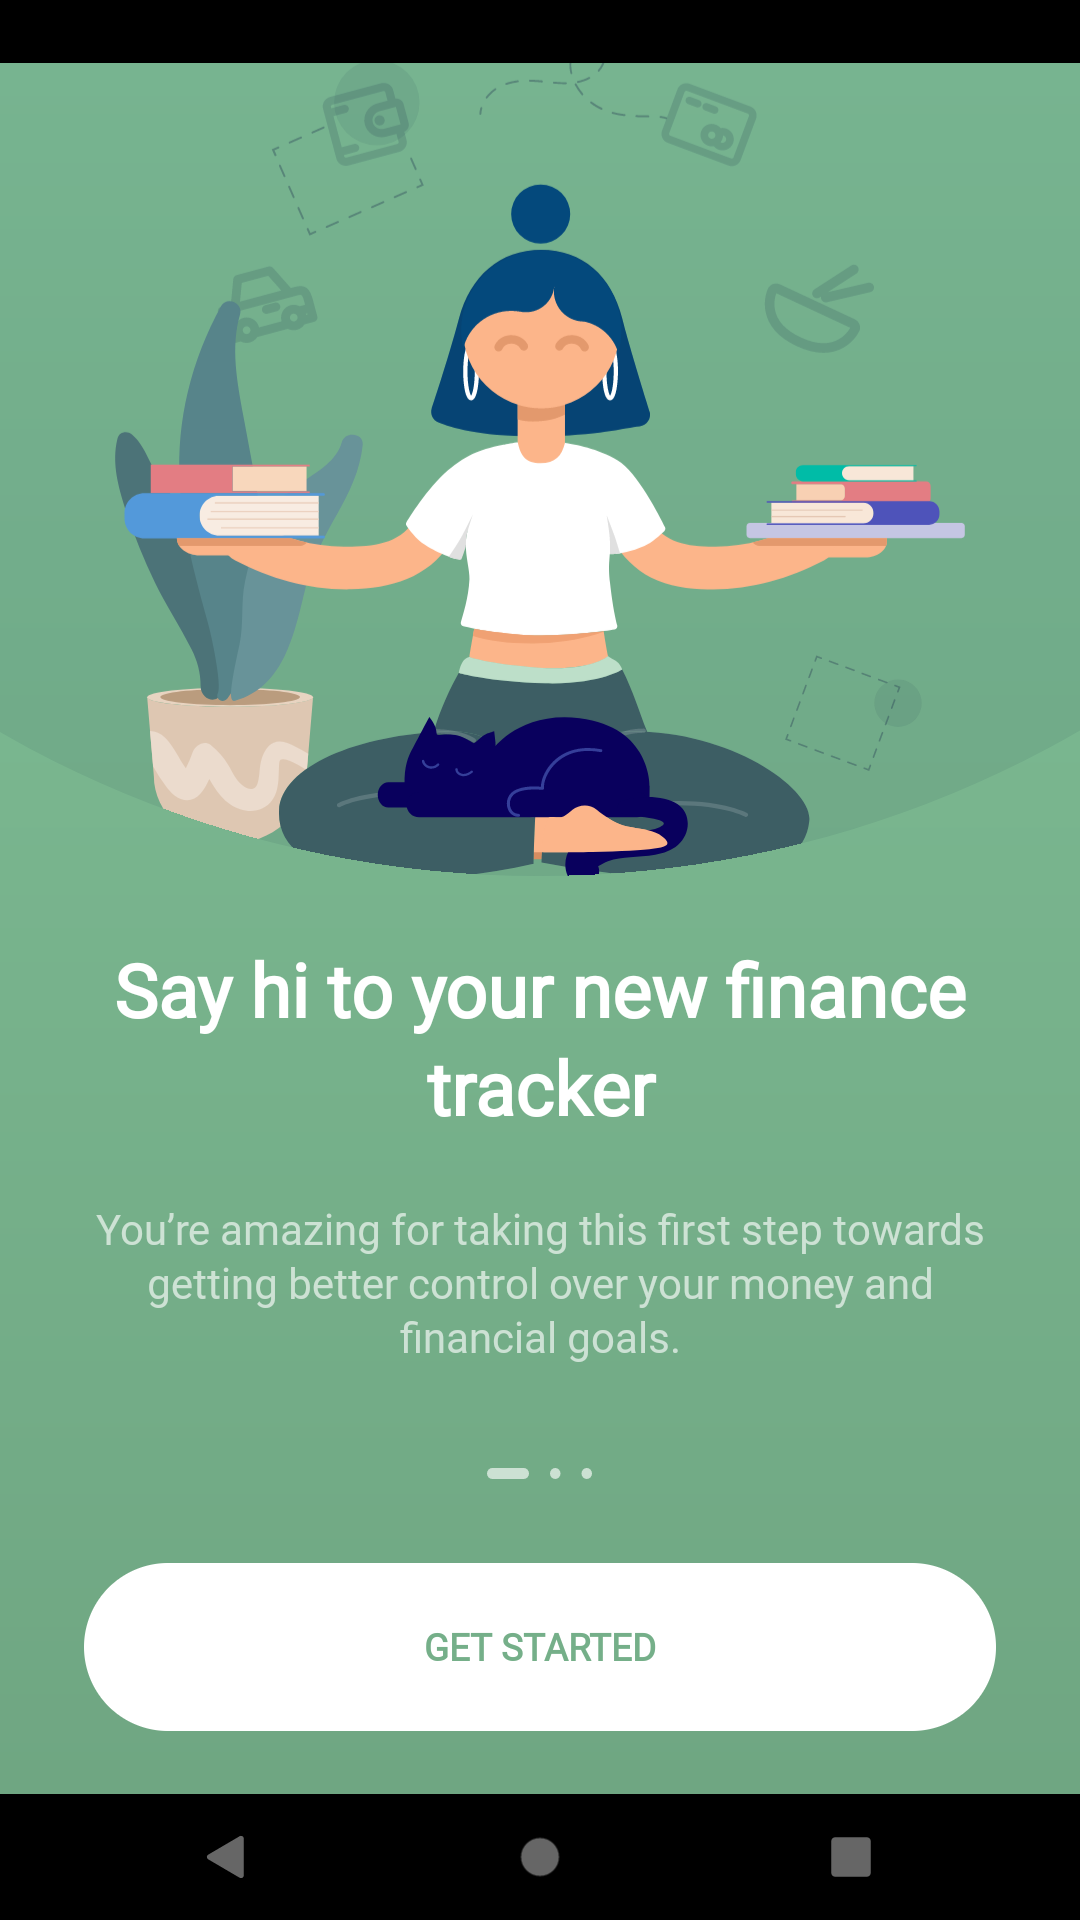 Say hi to your new finance
tracker
You’re amazing for taking this first step towards
getting better control over your money and
financial goals.
GET STARTED